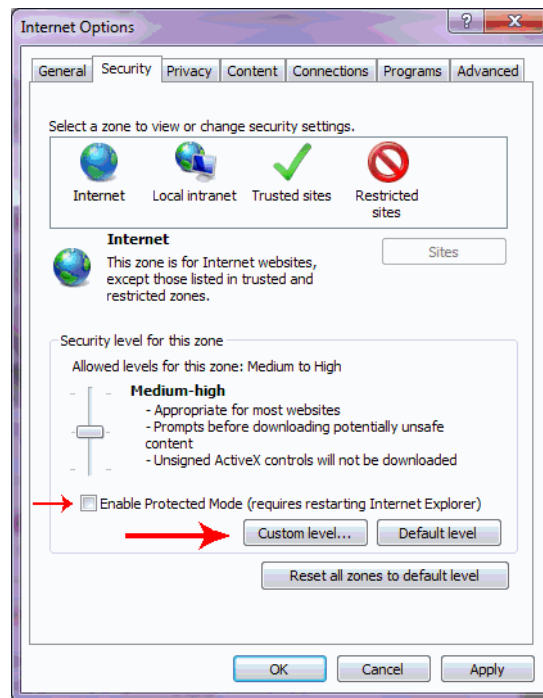 Internet Options
General Security Privacy Content Connections Programs Advanced
Select a zone to view or change security settings.
Internet Local intranet Trusted sites Restricted
sites
Internet
Sites
This zone is for Internet websites,
except those listed in trusted and
restricted zones.
Security level for this zone
Allowed levels for this zone: Medium to High
Medium-high
- Appropriate for most websites
- Prompts before downloading potentially unsafe
content
- Unsigned ActiveX controls will not be downloaded
Enable Protected Mode (requires restarting Internet Explorer)
Custom level... Default level
Reset all zones to default level
OK Cancel Apply